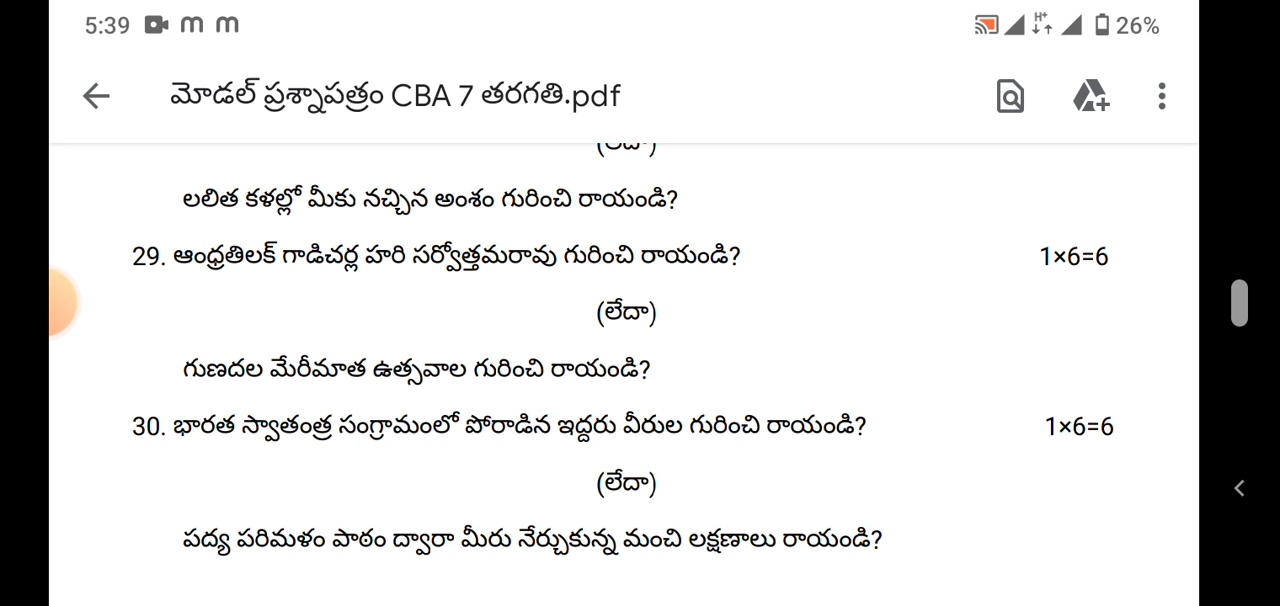 5:39 m m H+ 26%
మోడల్ ప్రశ్నాపత్రం CBA 7 తరగతి.pdf
(లేదా)
లలిత కళల్లో మీకు నచ్చిన అంశం గురించి రాయండి?
29. ఆంధ్రతిలక్ గాడిచర్ల హరి సర్వోత్తమరావు గురించి రాయండి? 1×6=6
(లేదా)
గుణదల మేరీమాత ఉత్సవాల గురించి రాయండి?
30. భారత స్వాతంత్ర సంగ్రామంలో పోరాడిన ఇద్దరు వీరుల గురించి రాయండి? 1×6=6
(లేదా)
పద్య పరిమళం పాఠం ద్వారా మీరు నేర్చుకున్న మంచి లక్షణాలు రాయండి?